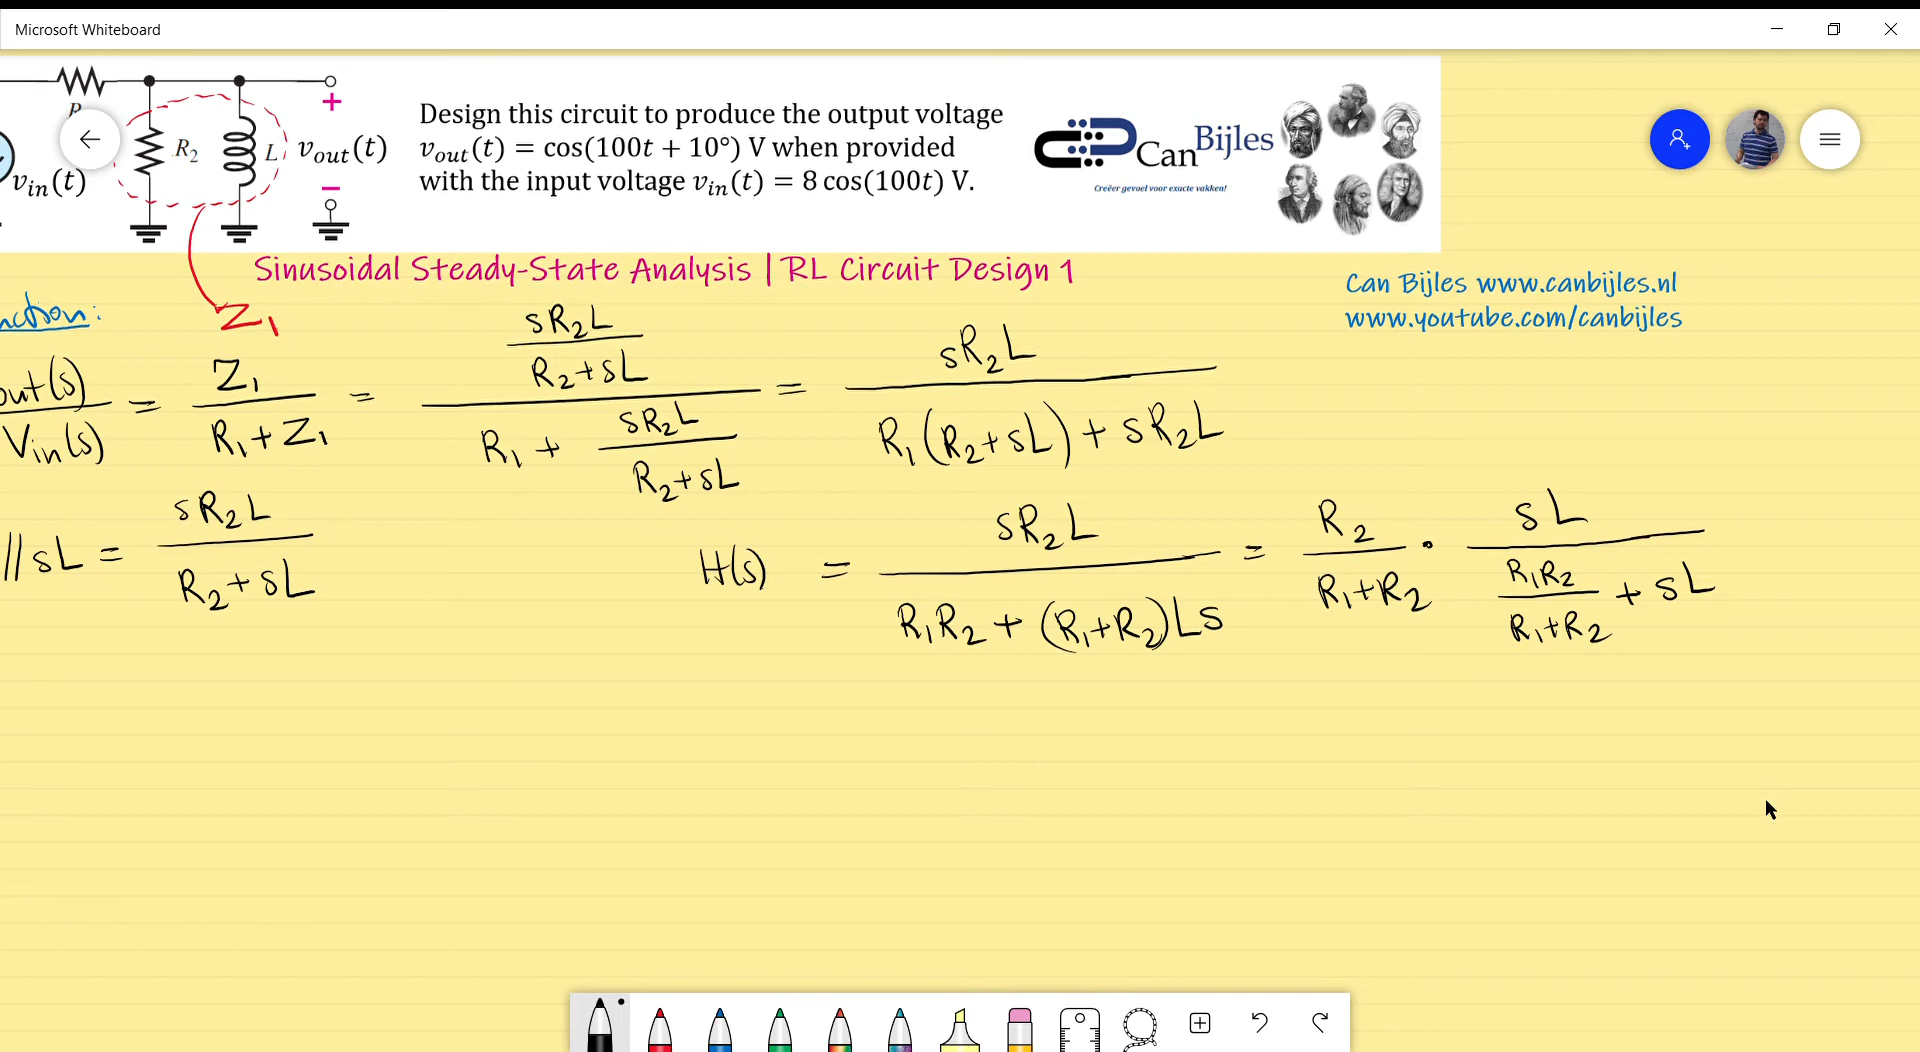 Microsoft Whiteboard
R₂
L
v_out(t)
+
−
v_in(t)
Design this circuit to produce the output voltage
v_out(t) = cos(100t + 10°) V when provided
with the input voltage v_in(t) = 8 cos(100t) V.
CanBijles
Creëer gevoel voor exacte vakken!
Sinusoidal Steady-State Analysis | RL Circuit Design 1
Can Bijles www.canbijles.nl
www.youtube.com/canbijles
nction:
Z₁
out(s) / Vin(s) = Z₁ / (R₁ + Z₁) = (sR₂L / (R₂+sL)) / (R₁ + sR₂L / (R₂+sL)) = sR₂L / (R₁(R₂+sL) + sR₂L)
//sL = sR₂L / (R₂+sL)
H(s) = sR₂L / (R₁R₂ + (R₁+R₂)Ls) = R₂ / (R₁+R₂) · sL / (R₁R₂ / (R₁+R₂) + sL)